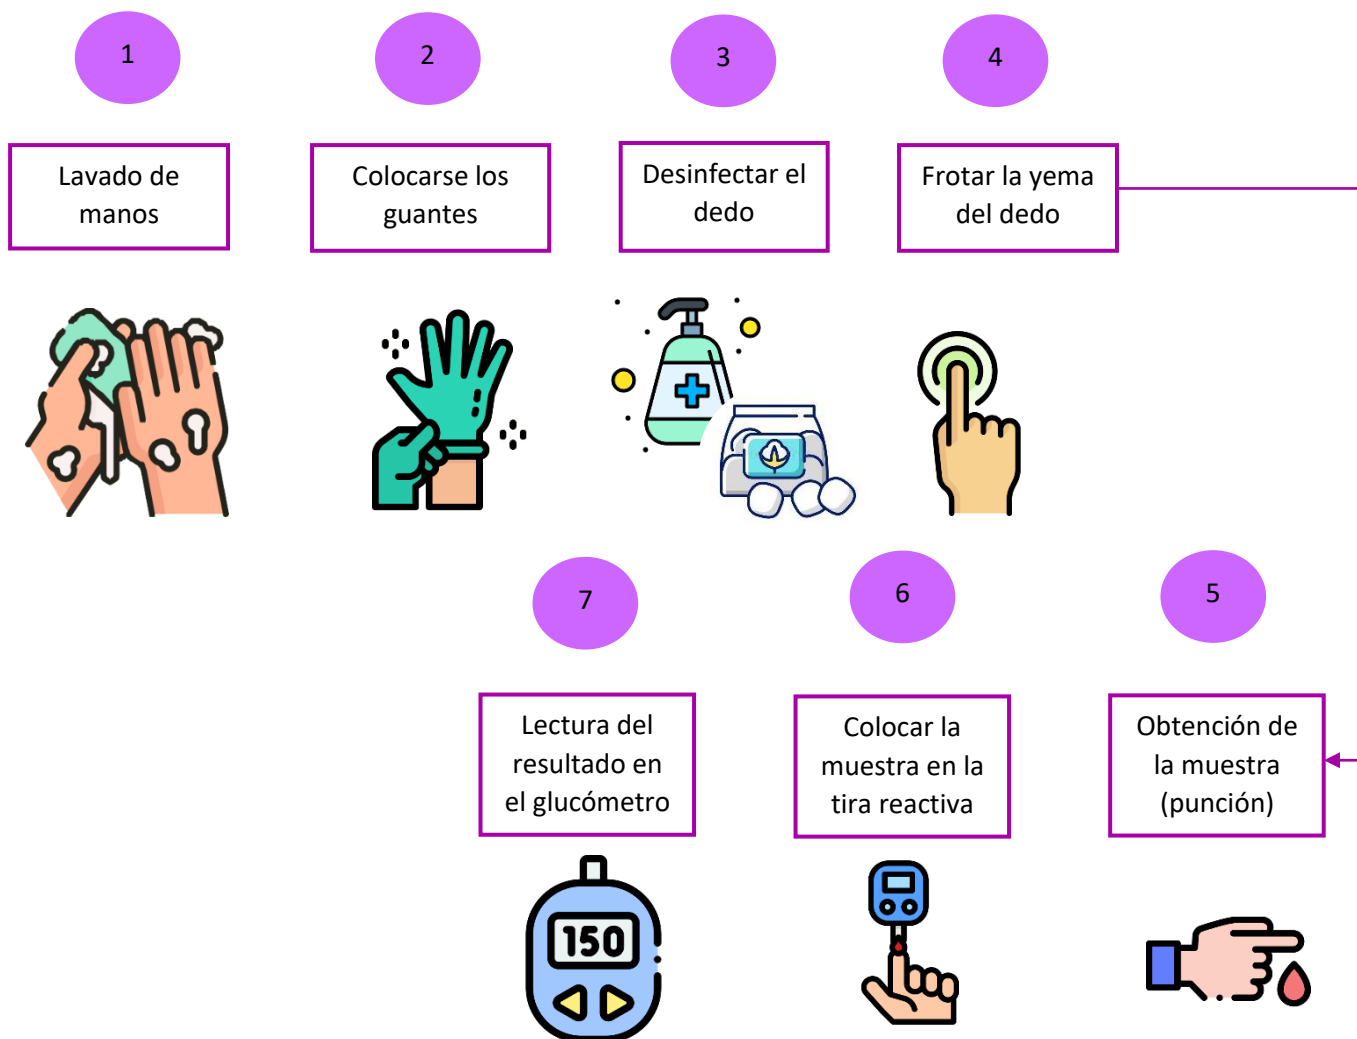 1
Lavado de
manos
2
Colocarse los
guantes
3
Desinfectar el
dedo
4
Frotar la yema
del dedo
5
Obtención de
la muestra
(punción)
6
Colocar la
muestra en la
tira reactiva
7
Lectura del
resultado en
el glucómetro
150